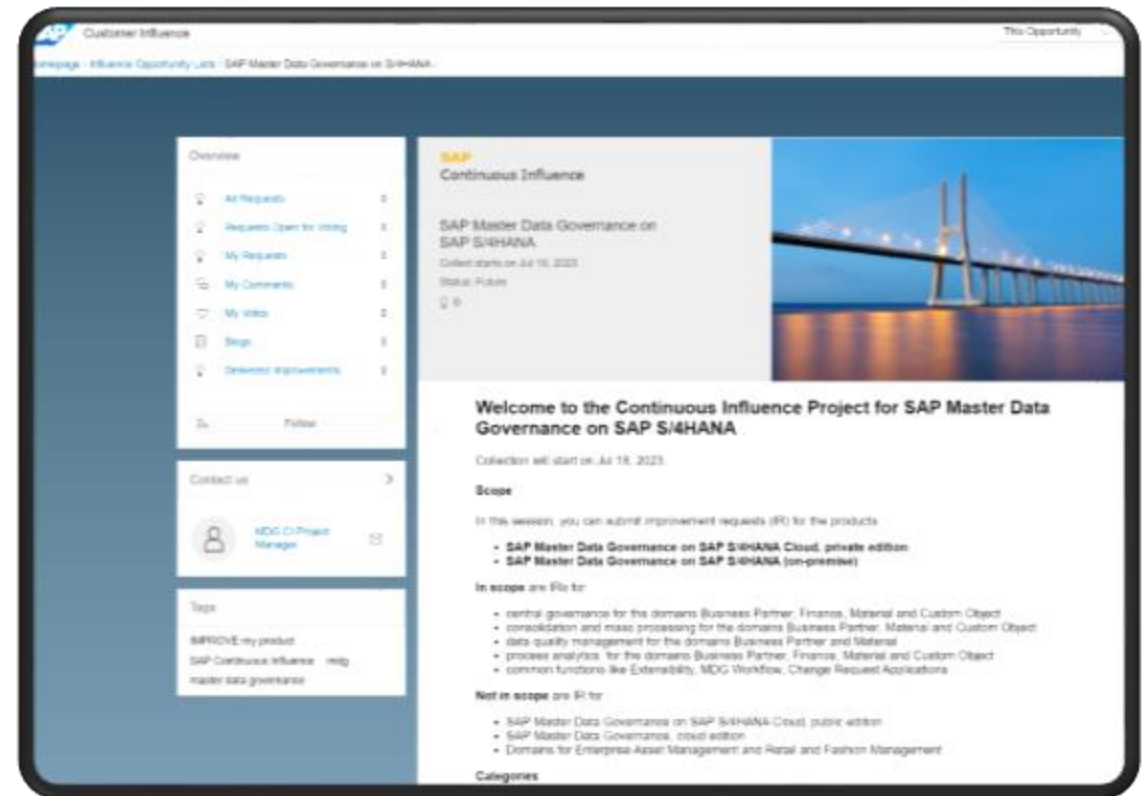 SAP Customer Influence
This Opportunity
Homepage Influence Opportunity Lists SAP Master Data Governance on S/4HANA
Overview
All Requests 0
Requests Open for Voting 0
My Requests 0
My Comments 0
My Votes 0
Blogs 0
Delivered Improvements 0
Follow
Contact us
MDG CI Project
Manager
Tags
IMPROVE my product
SAP Continuous Influence mdg
master data governance
SAP
Continuous Influence
SAP Master Data Governance on
SAP S/4HANA
Collect starts on Jul 18, 2023
Status: Future
0
Welcome to the Continuous Influence Project for SAP Master Data
Governance on SAP S/4HANA
Collection will start on Jul 18, 2023.
Scope
In this session, you can submit improvement requests (IR) for the products
• SAP Master Data Governance on SAP S/4HANA Cloud, private edition
• SAP Master Data Governance on SAP S/4HANA (on-premise)
In scope are IRs for
• central governance for the domains Business Partner, Finance, Material and Custom Object
• consolidation and mass processing for the domains Business Partner, Material and Custom Object
• data quality management for the domains Business Partner and Material
• process analytics for the domains Business Partner, Finance, Material and Custom Object
• common functions like Extensibility, MDG Workflow, Change Request Applications
Not in scope are IR for
• SAP Master Data Governance on SAP S/4HANA Cloud, public edition
• SAP Master Data Governance, cloud edition
• Domains for Enterprise Asset Management and Retail and Fashion Management
Categories